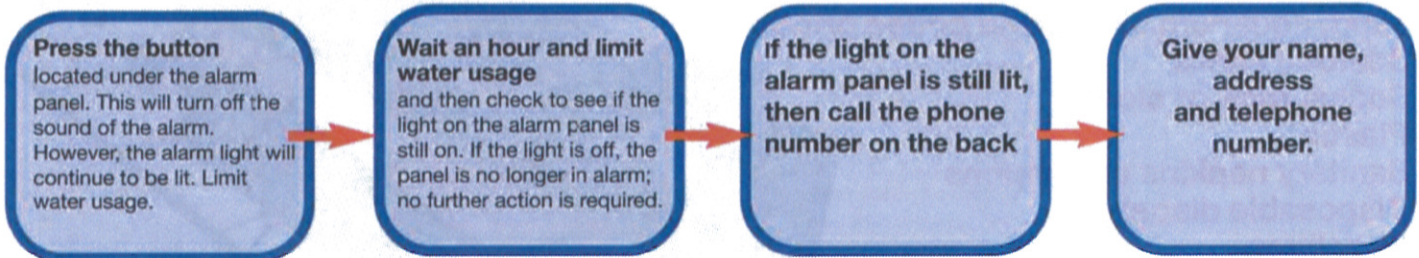 Press the button
located under the alarm
panel. This will turn off the
sound of the alarm.
However, the alarm light will
continue to be lit. Limit
water usage.
Wait an hour and limit
water usage
and then check to see if the
light on the alarm panel is
still on. If the light is off, the
panel is no longer in alarm;
no further action is required.
If the light on the
alarm panel is still lit,
then call the phone
number on the back
Give your name,
address
and telephone
number.